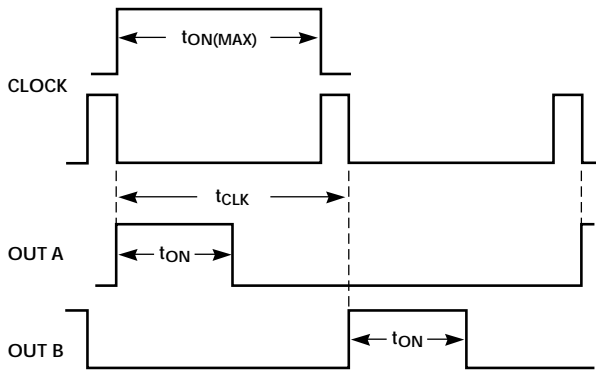 tON(MAX)
CLOCK
tCLK
OUT A
tON
OUT B
tON